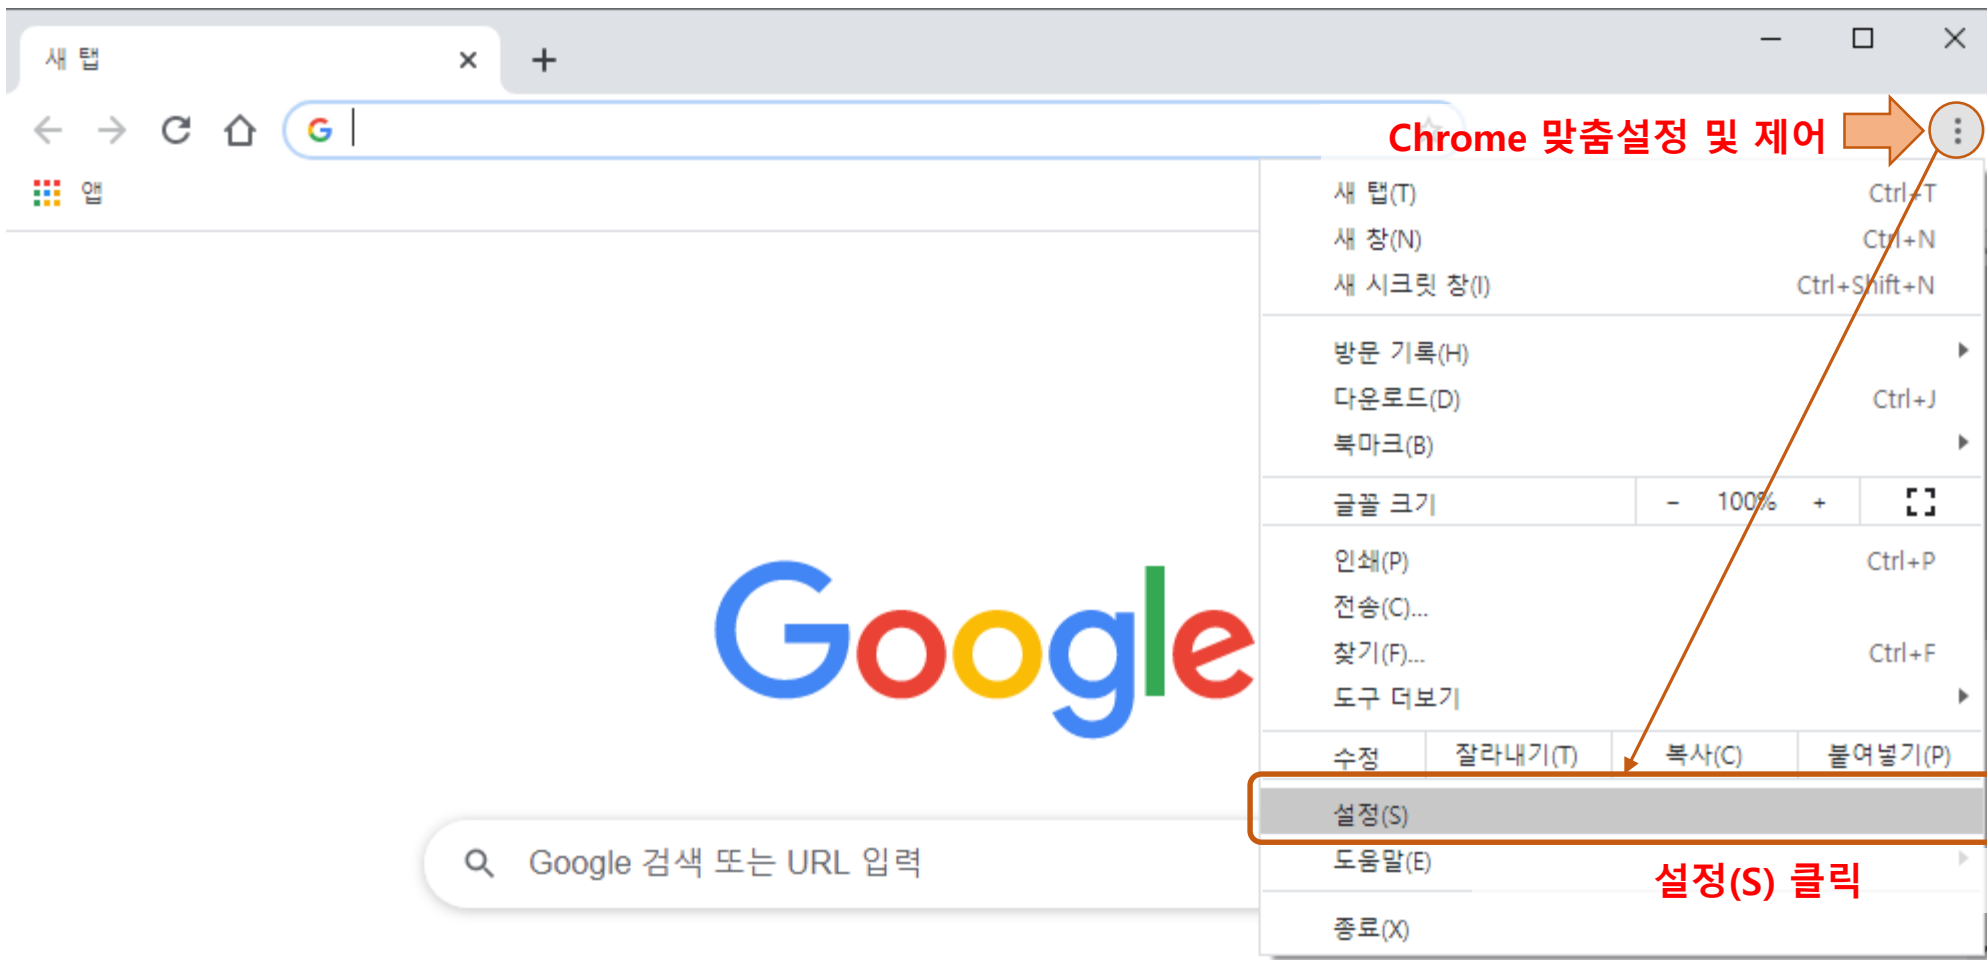 새 탭
G
Chrome 맞춤설정 및 제어
앱
새 탭(T) Ctrl+T
새 창(N) Ctrl+N
새 시크릿 창(I) Ctrl+Shift+N
방문 기록(H)
다운로드(D) Ctrl+J
북마크(B)
글꼴 크기 - 100% +
인쇄(P) Ctrl+P
전송(C)...
찾기(F)... Ctrl+F
도구 더보기
수정 잘라내기(T) 복사(C) 붙여넣기(P)
설정(S)
도움말(E)
설정(S) 클릭
종료(X)
Google
Google 검색 또는 URL 입력